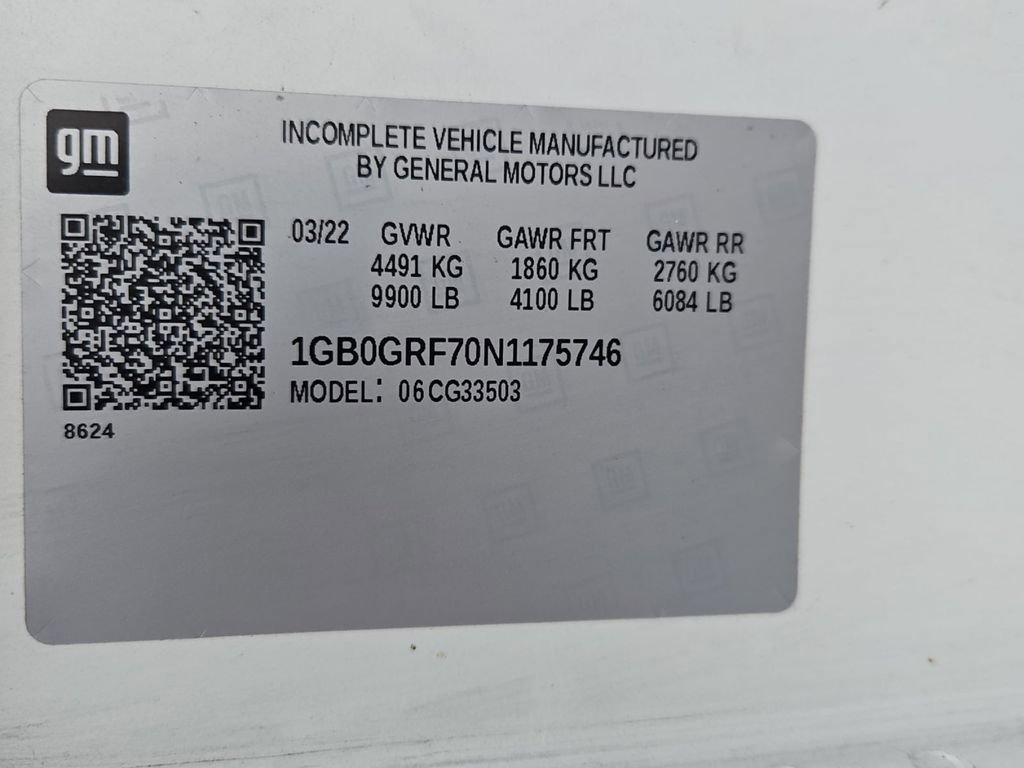 gm
INCOMPLETE VEHICLE MANUFACTURED
BY GENERAL MOTORS LLC
03/22 GVWR GAWR FRT GAWR RR
4491 KG 1860 KG 2760 KG
9900 LB 4100 LB 6084 LB
1GB0GRF70N1175746
MODEL: 06CG33503
8624